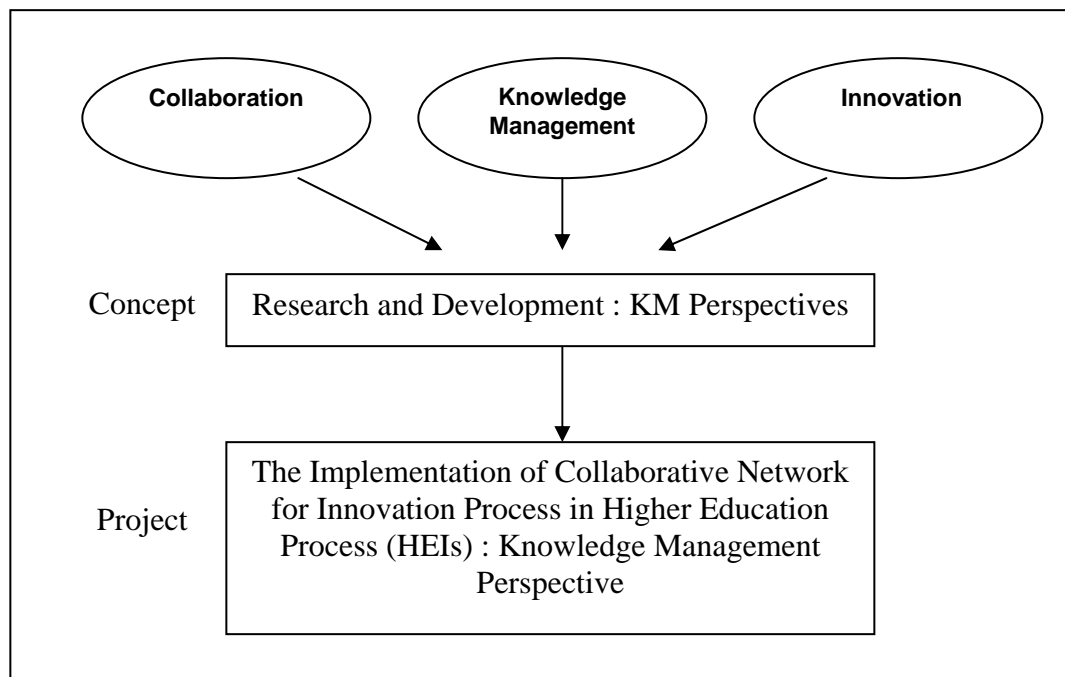 Collaboration
Knowledge
Management
Innovation
Concept
Research and Development : KM Perspectives
Project
The Implementation of Collaborative Network
for Innovation Process in Higher Education
Process (HEIs) : Knowledge Management
Perspective